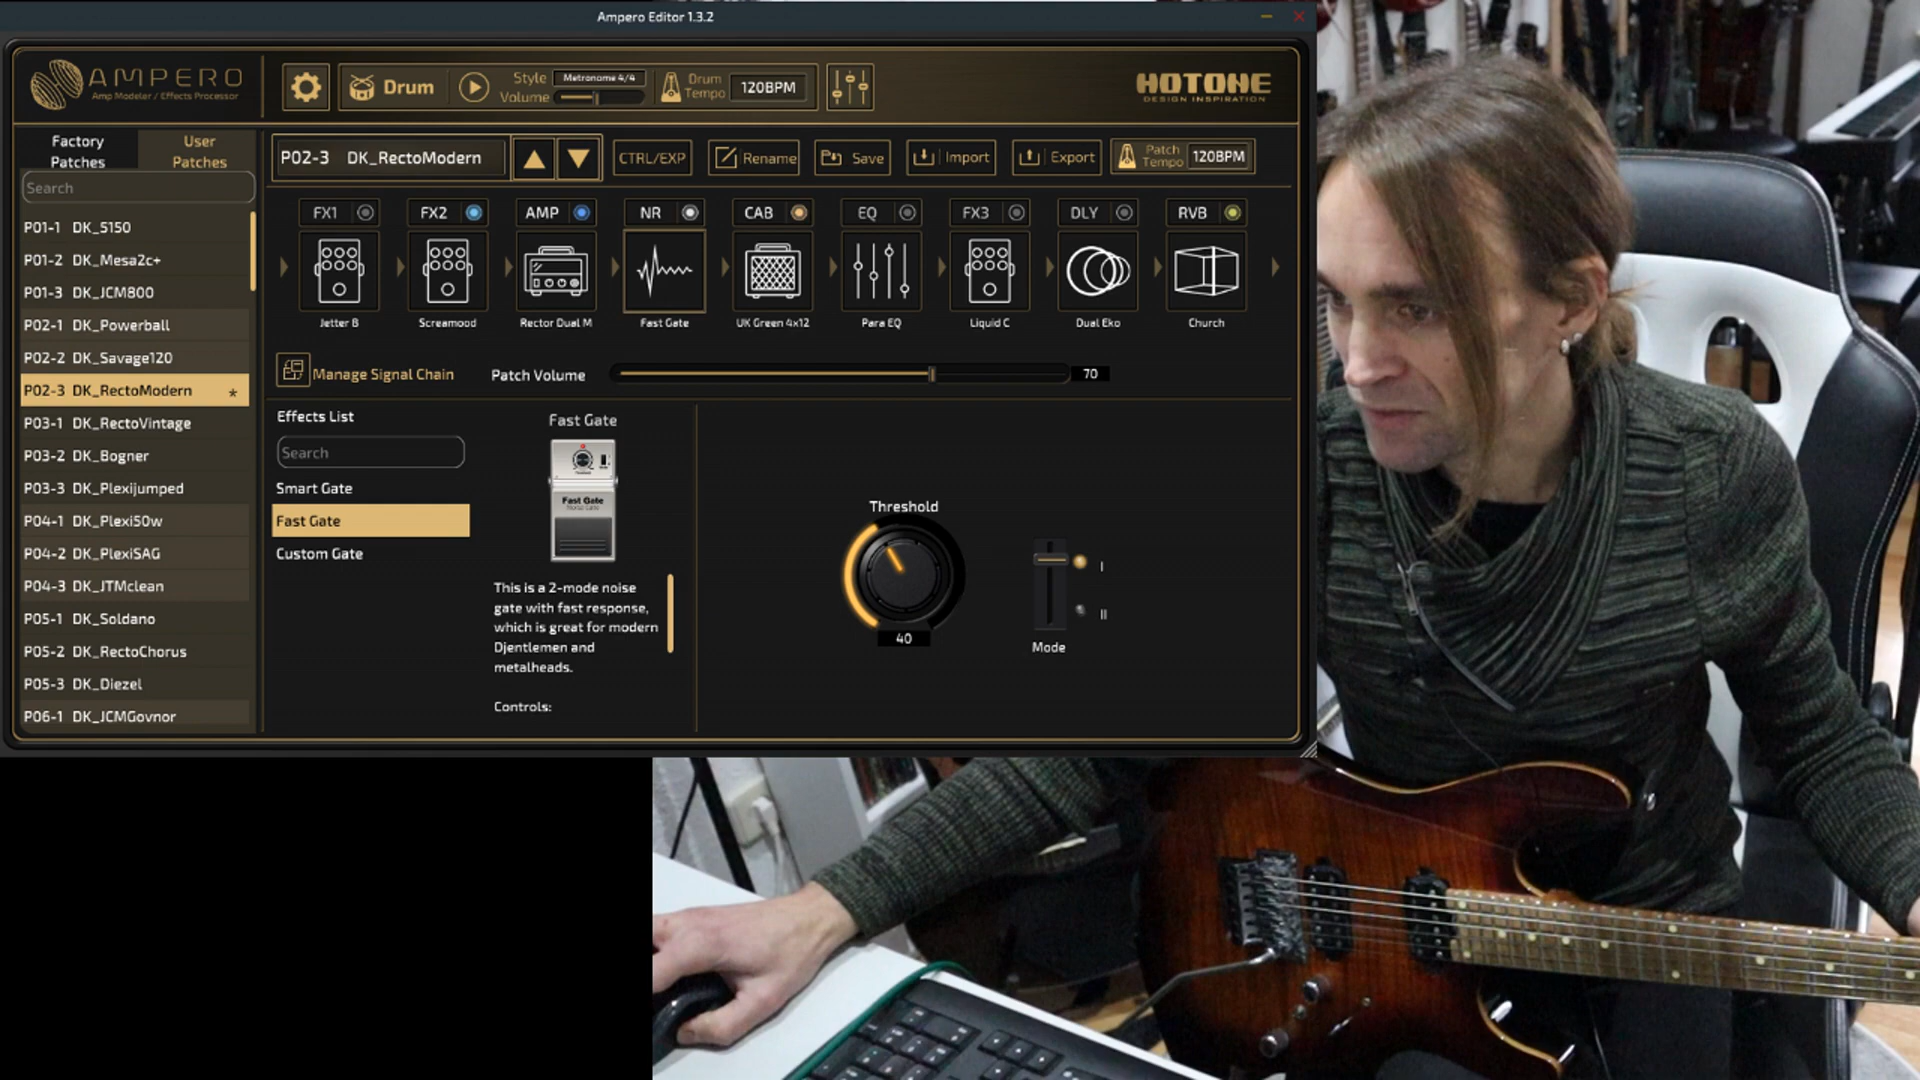 Ampero Editor 1.3.2
AMPERO
Amp Modeler / Effects Processor
Drum
Style
Metronome 4/4
Volume
Drum
Tempo
120BPM
HOTONE
DESIGN INSPIRATION
Factory
Patches
User
Patches
Search
P01-1 DK_5150
P01-2 DK_Mesa2c+
P01-3 DK_JCM800
P02-1 DK_Powerball
P02-2 DK_Savage120
P02-3 DK_RectoModern *
P03-1 DK_RectoVintage
P03-2 DK_Bogner
P03-3 DK_Plexijumped
P04-1 DK_Plexi50w
P04-2 DK_PlexiSAG
P04-3 DK_JTMclean
P05-1 DK_Soldano
P05-2 DK_RectoChorus
P05-3 DK_Diezel
P06-1 DK_JCMGovnor
P02-3 DK_RectoModern
CTRL/EXP
Rename
Save
Import
Export
Patch
Tempo
120BPM
FX1
FX2
AMP
NR
CAB
EQ
FX3
DLY
RVB
Jetter B
Screamood
Rector Dual M
Fast Gate
UK Green 4x12
Para EQ
Liquid C
Dual Eko
Church
Manage Signal Chain
Patch Volume
70
Effects List
Search
Smart Gate
Fast Gate
Custom Gate
Fast Gate
Fast Gate
Noise Gate
This is a 2-mode noise
gate with fast response,
which is great for modern
Djentlemen and
metalheads.
Controls:
Threshold
40
I
II
Mode